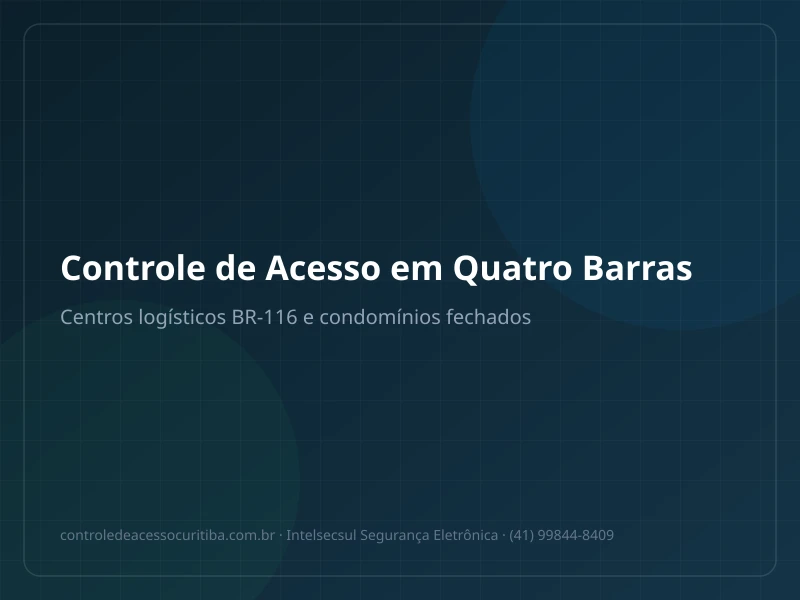 Controle de Acesso em Quatro Barras
Centros logísticos BR-116 e condomínios fechados
controledeacessocuritiba.com.br · Intelsecsul Segurança Eletrônica · (41) 99844-8409